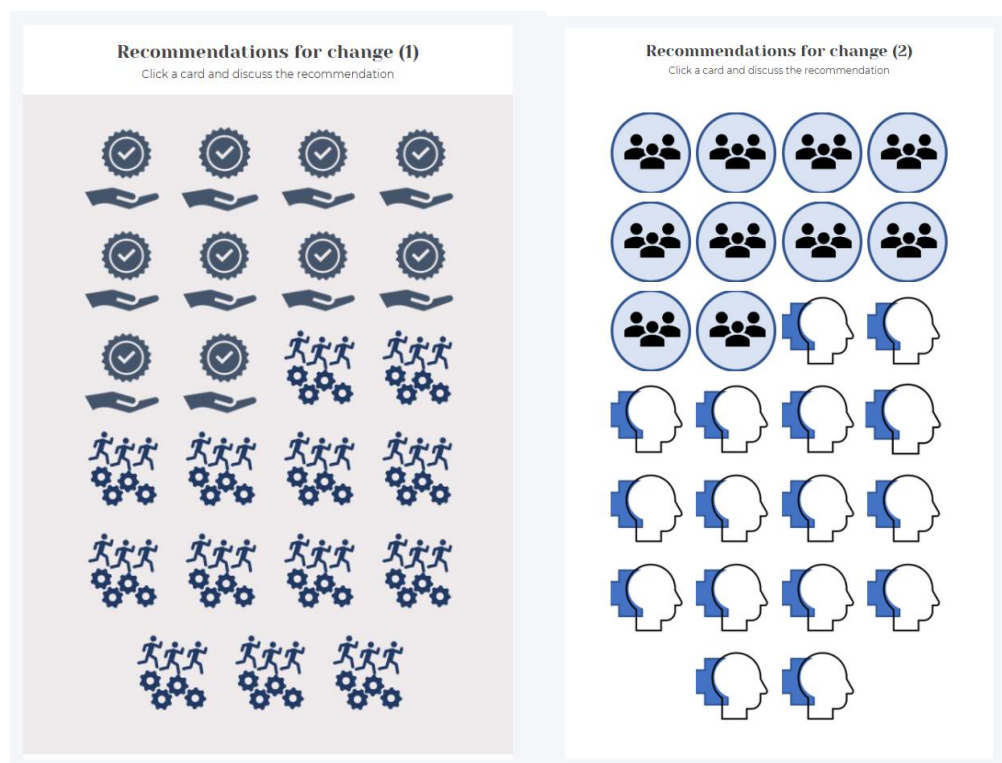 Recommendations for change (1)
Click a card and discuss the recommendation
Recommendations for change (2)
Click a card and discuss the recommendation